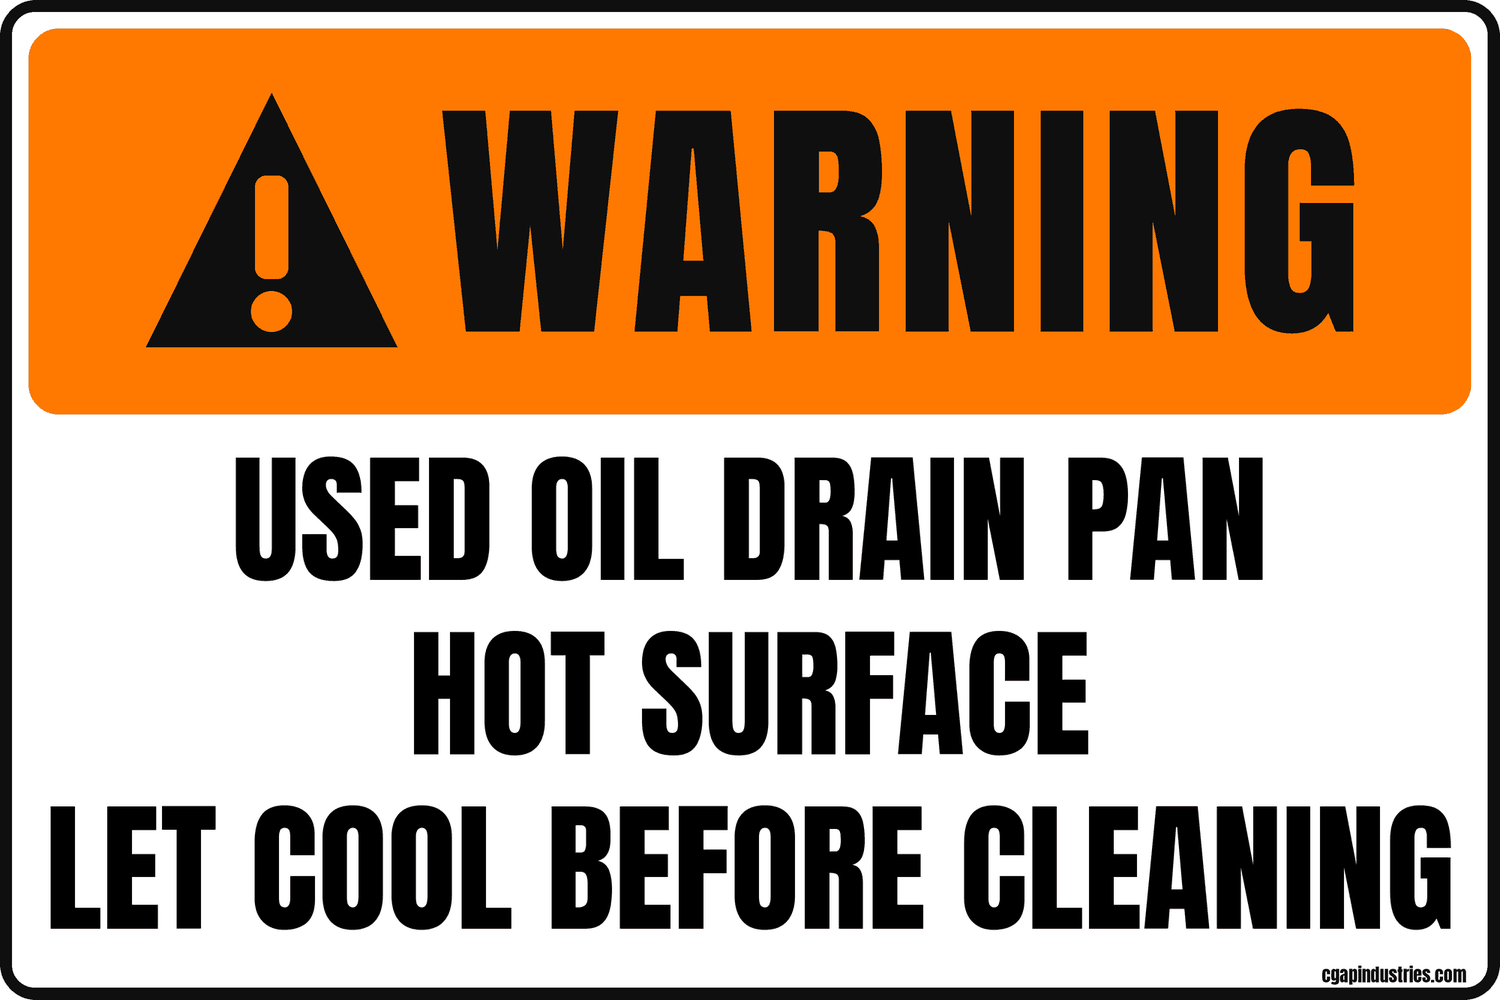 WARNING
USED OIL DRAIN PAN
HOT SURFACE
LET COOL BEFORE CLEANING
cgapindustries.com